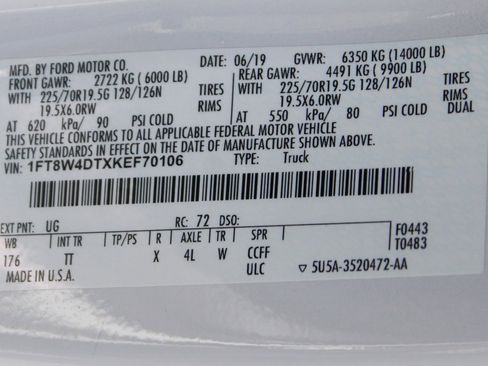 MFD. BY FORD MOTOR CO. DATE: 06/19 GVWR: 6350 KG (14000 LB)
FRONT GAWR: 2722 KG (6000 LB) REAR GAWR: 4491 KG (9900 LB)
WITH 225/70R19.5G 128/126N TIRES WITH 225/70R19.5G 128/126N TIRES
19.5X6.0RW RIMS 19.5X6.0RW RIMS
AT 620 kPa/ 90 PSI COLD AT 550 kPa/ 80 PSI COLD DUAL
THIS VEHICLE CONFORMS TO ALL APPLICABLE FEDERAL MOTOR VEHICLE
SAFETY STANDARDS IN EFFECT ON THE DATE OF MANUFACTURE SHOWN ABOVE.
VIN: 1FT8W4DTXKEF70106 TYPE: Truck
EXT PNT: UG RC: 72 DSO: F0443
WB INT TR TP/PS R AXLE TR SPR T0483
176 TT X 4L W CCFF
MADE IN U.S.A. ULC ▽ 5U5A-3520472-AA